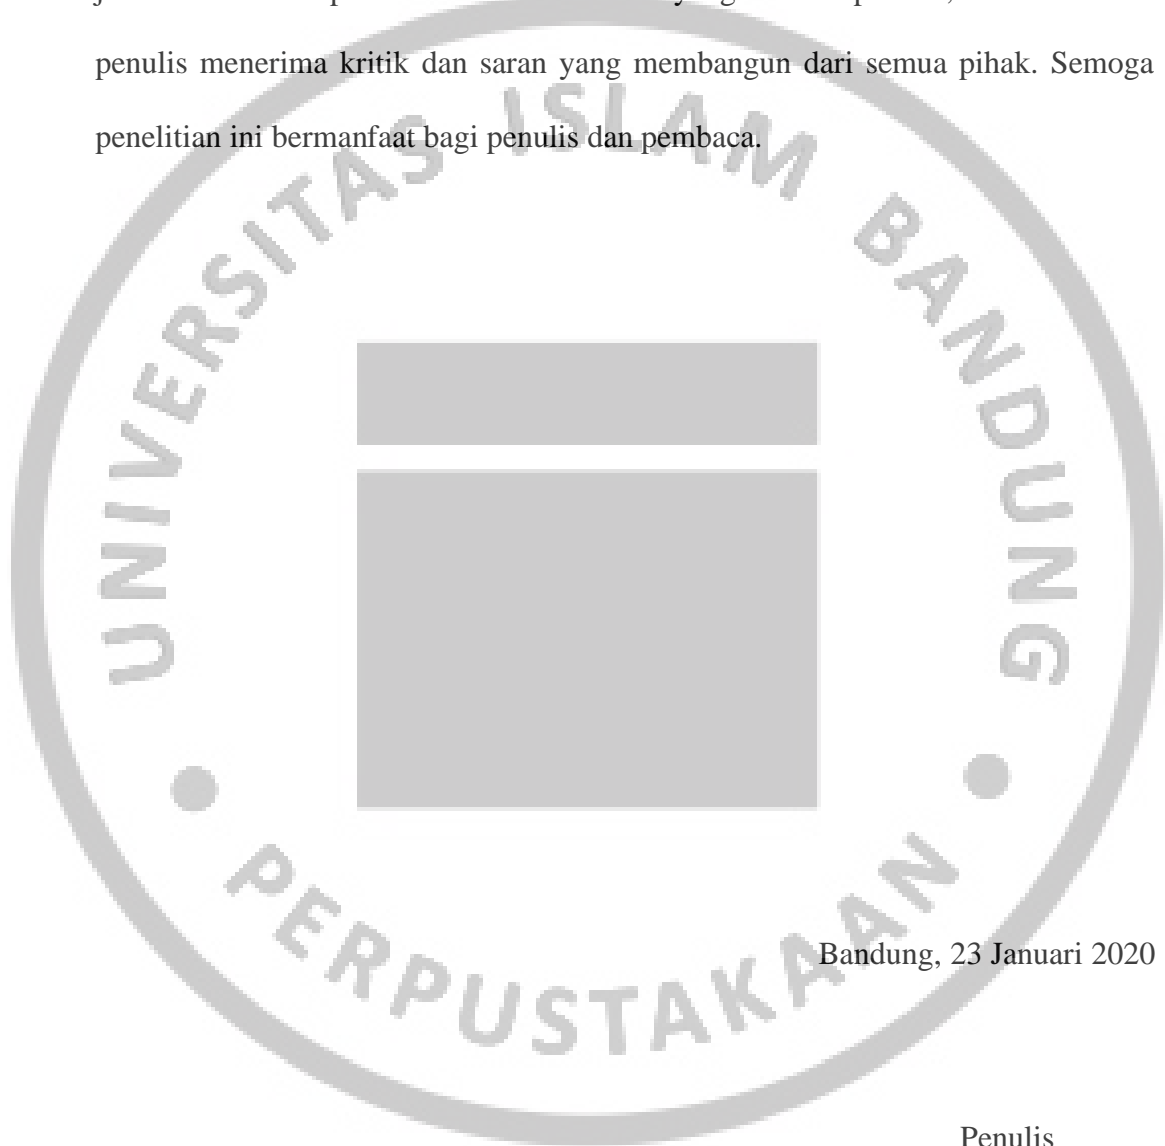 penulis menerima kritik dan saran yang membangun dari semua pihak. Semoga
penelitian ini bermanfaat bagi penulis dan pembaca.
UNIVERSITAS ISLAM BANDUNG
PERPUSTAKAAN
Bandung, 23 Januari 2020
Penulis